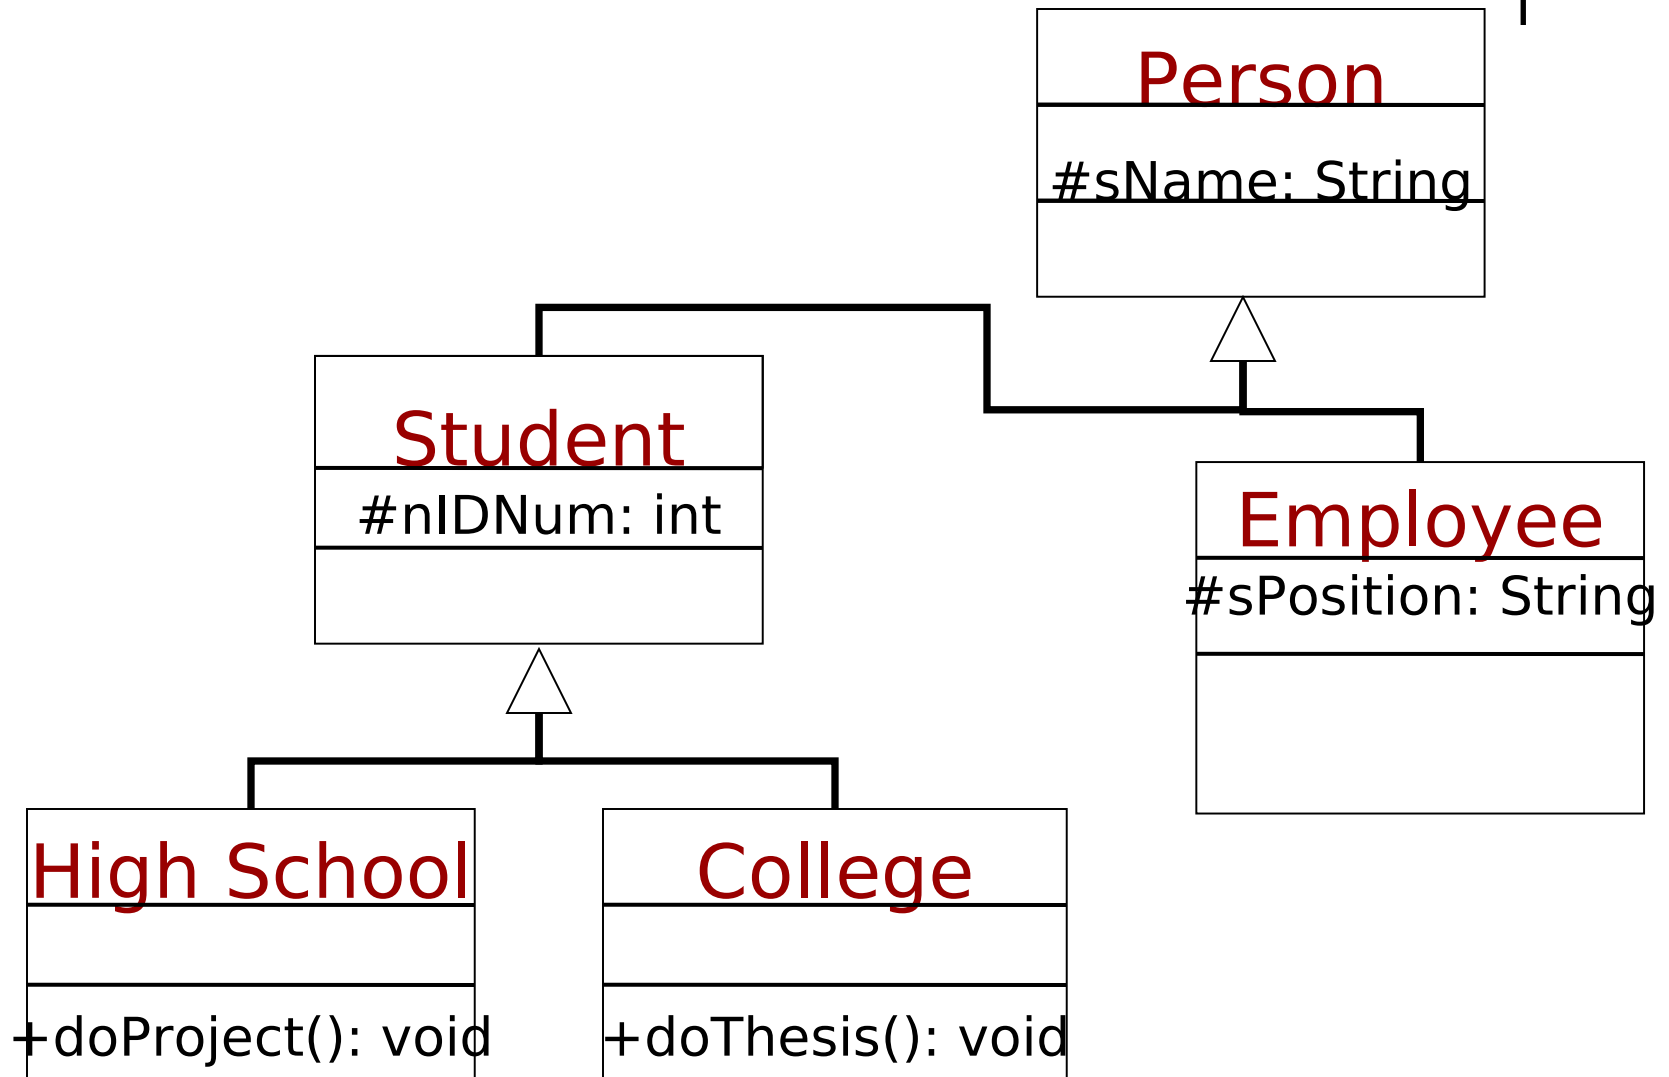 Person
#sName: String
Student
#nIDNum: int
Employee
#sPosition: String
High School
College
+doProject(): void
+doThesis(): void